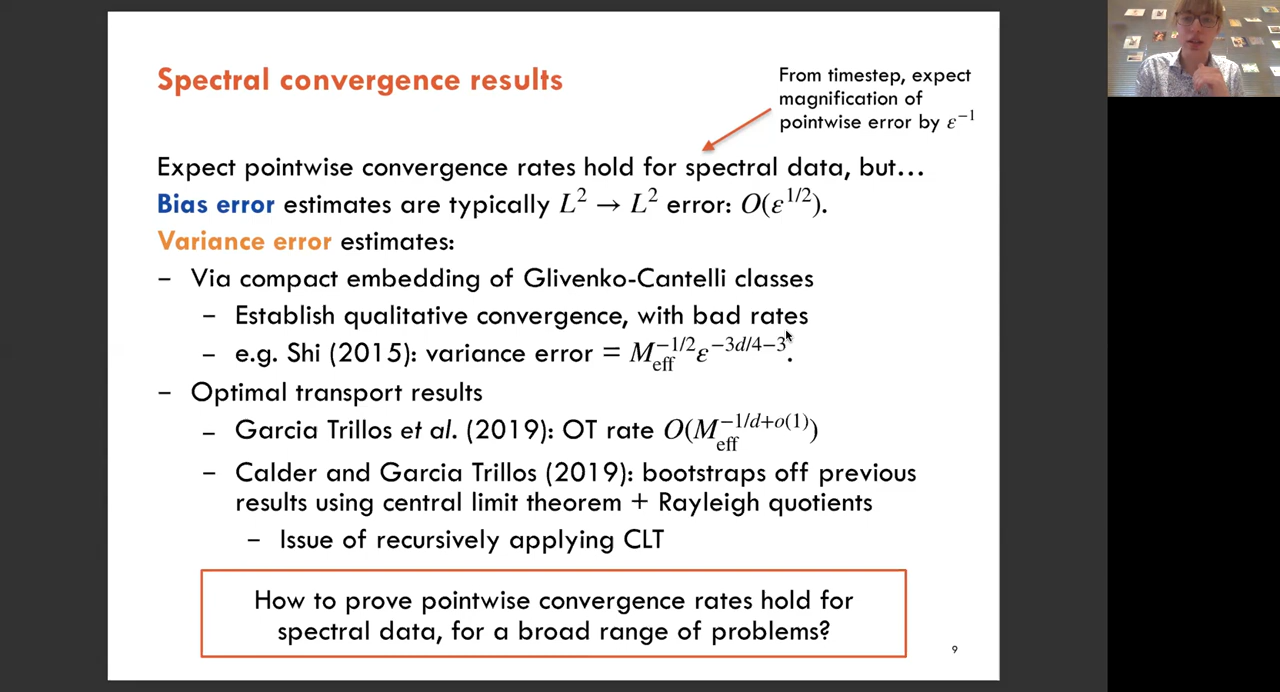 Spectral convergence results
From timestep, expect
magnification of
pointwise error by ε⁻¹
Expect pointwise convergence rates hold for spectral data, but…
Bias error estimates are typically L² → L² error: O(ε^{1/2}).
Variance error estimates:
– Via compact embedding of Glivenko-Cantelli classes
– Establish qualitative convergence, with bad rates
– e.g. Shi (2015): variance error = M_{eff}^{-1/2}ε^{-3d/4-3}.
– Optimal transport results
– Garcia Trillos et al. (2019): OT rate O(M_{eff}^{-1/d+o(1)})
– Calder and Garcia Trillos (2019): bootstraps off previous
results using central limit theorem + Rayleigh quotients
– Issue of recursively applying CLT
How to prove pointwise convergence rates hold for
spectral data, for a broad range of problems?
9